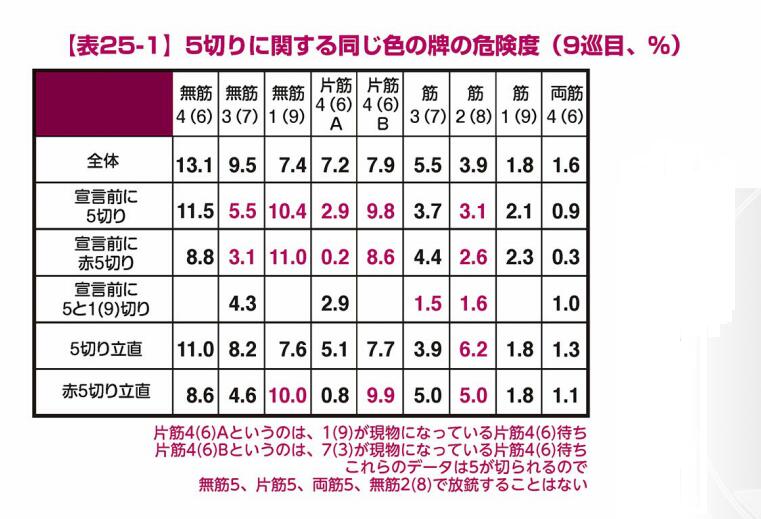 【表25-1】5切りに関する同じ色の牌の危険度（9巡目、%）
無筋4(6) 無筋3(7) 無筋1(9) 片筋4(6)A 片筋4(6)B 筋3(7) 筋2(8) 筋1(9) 両筋4(6)
全体 13.1 9.5 7.4 7.2 7.9 5.5 3.9 1.8 1.6
宣言前に5切り 11.5 5.5 10.4 2.9 9.8 3.7 3.1 2.1 0.9
宣言前に赤5切り 8.8 3.1 11.0 0.2 8.6 4.4 2.6 2.3 0.3
宣言前に5と1(9)切り 4.3 2.9 1.5 1.6 1.0
5切り立直 11.0 8.2 7.6 5.1 7.7 3.9 6.2 1.8 1.3
赤5切り立直 8.6 4.6 10.0 0.8 9.9 5.0 5.0 1.8 1.1
片筋4(6)Aというのは、1(9)が現物になっている片筋4(6)待ち
片筋4(6)Bというのは、7(3)が現物になっている片筋4(6)待ち
これらのデータは5が切られるので
無筋5、片筋5、両筋5、無筋2(8)で放銃することはない